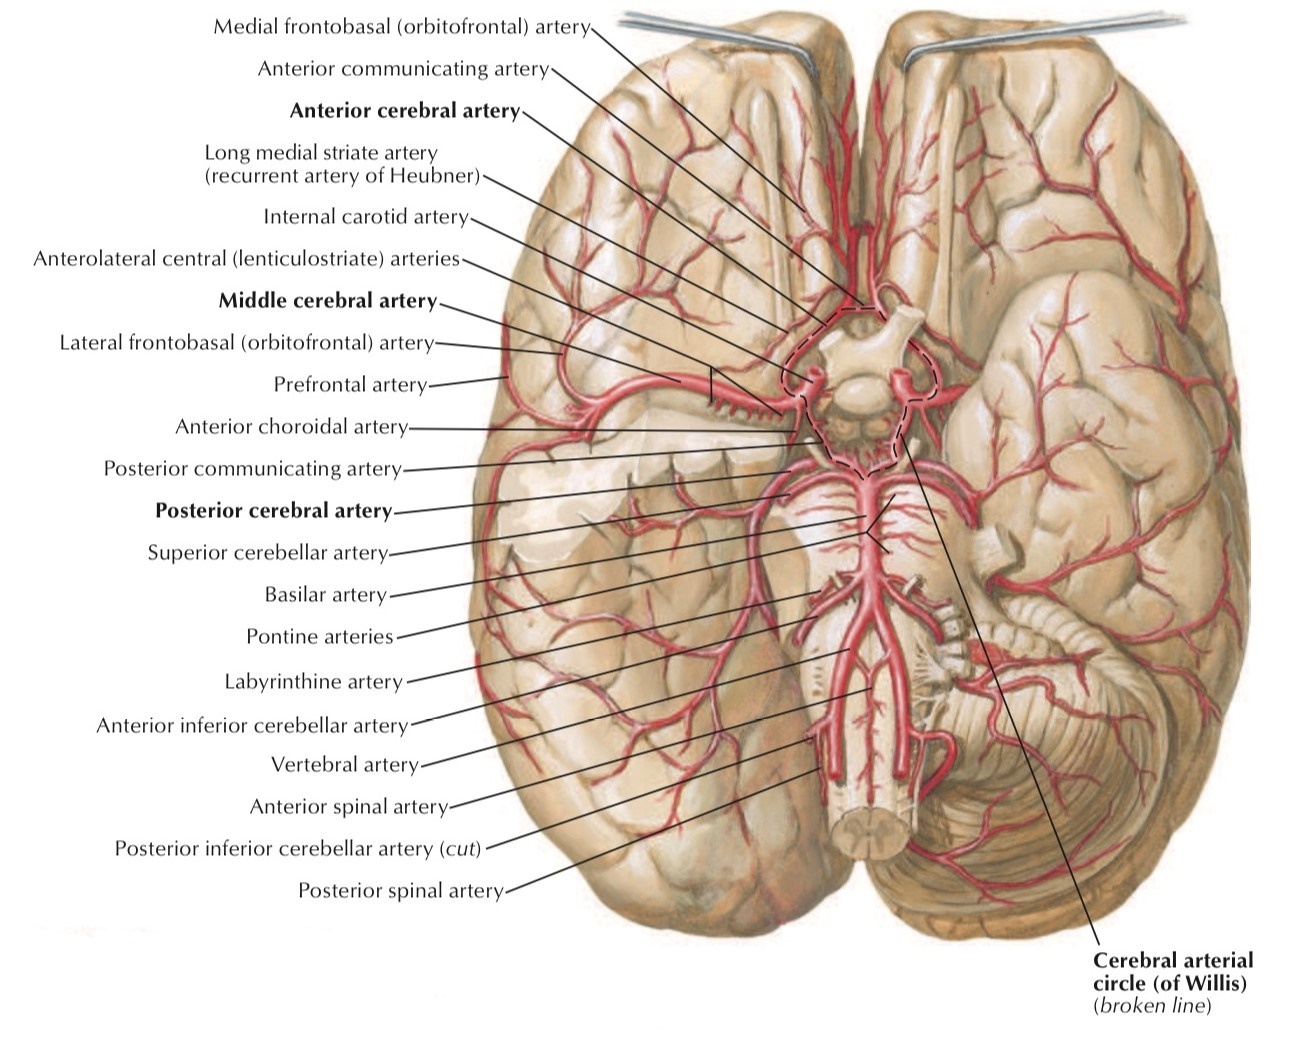 Medial frontobasal (orbitofrontal) artery
Anterior communicating artery
Anterior cerebral artery
Long medial striate artery
(recurrent artery of Heubner)
Internal carotid artery
Anterolateral central (lenticulostriate) arteries
Middle cerebral artery
Lateral frontobasal (orbitofrontal) artery
Prefrontal artery
Anterior choroidal artery
Posterior communicating artery
Posterior cerebral artery
Superior cerebellar artery
Basilar artery
Pontine arteries
Labyrinthine artery
Anterior inferior cerebellar artery
Vertebral artery
Anterior spinal artery
Posterior inferior cerebellar artery (cut)
Posterior spinal artery
Cerebral arterial
circle (of Willis)
(broken line)